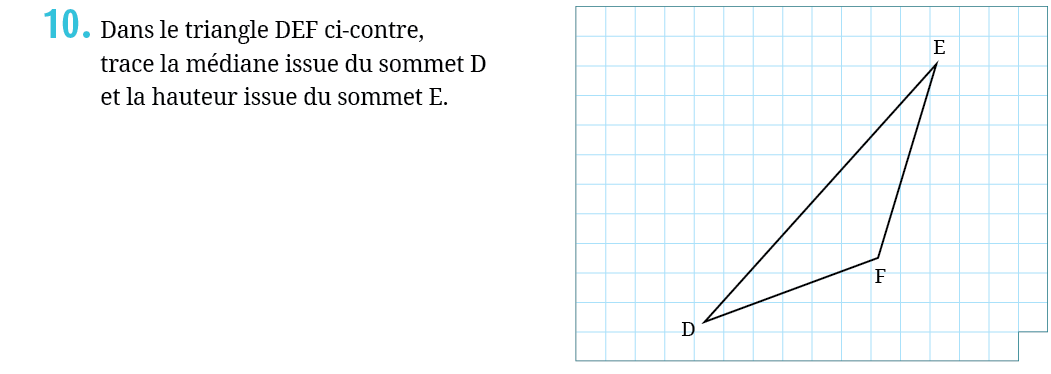 10. Dans le triangle DEF ci-contre,
trace la médiane issue du sommet D
et la hauteur issue du sommet E.
E
F
D